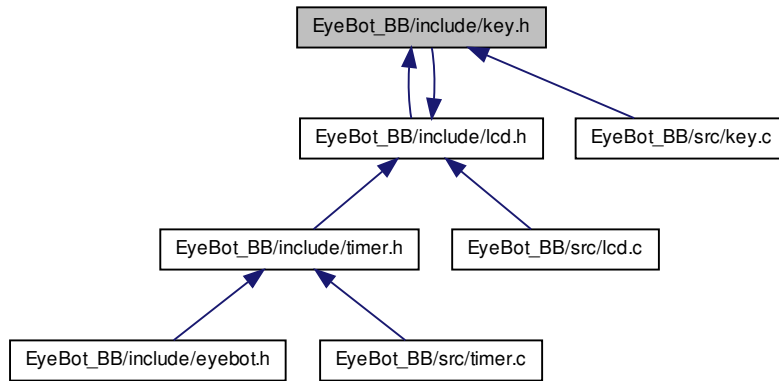 EyeBot_BB/include/key.h
EyeBot_BB/include/lcd.h
EyeBot_BB/src/key.c
EyeBot_BB/include/timer.h
EyeBot_BB/src/lcd.c
EyeBot_BB/include/eyebot.h
EyeBot_BB/src/timer.c